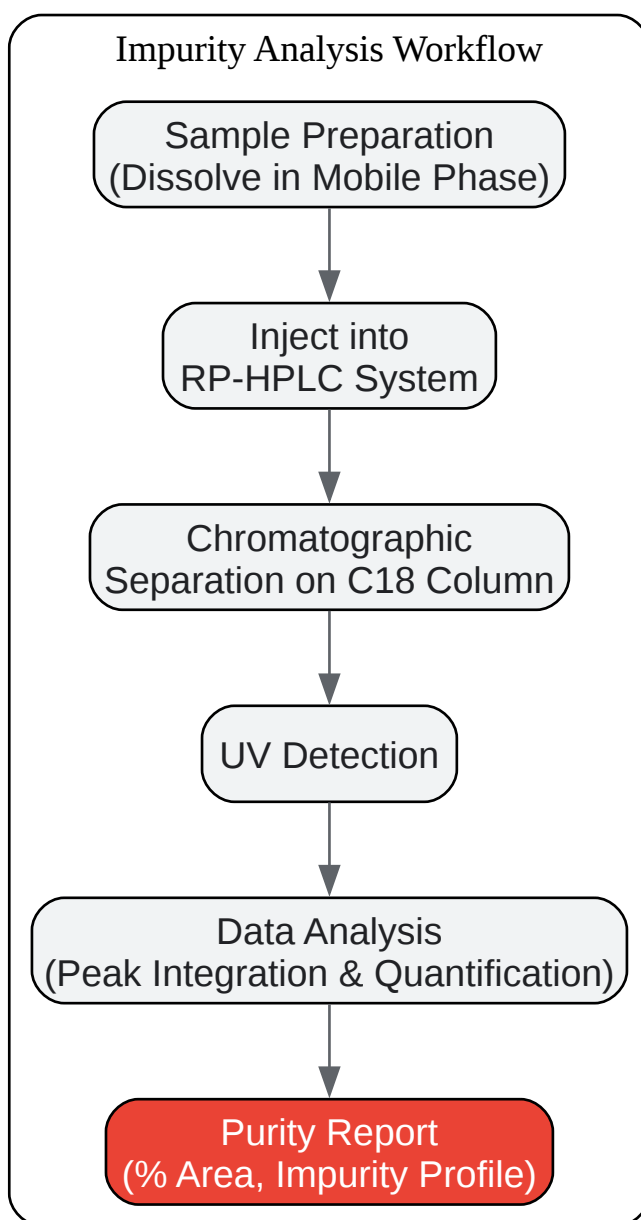 Impurity Analysis Workflow
Sample Preparation
(Dissolve in Mobile Phase)
Inject into
RP-HPLC System
Chromatographic
Separation on C18 Column
UV Detection
Data Analysis
(Peak Integration & Quantification)
Purity Report
(% Area, Impurity Profile)